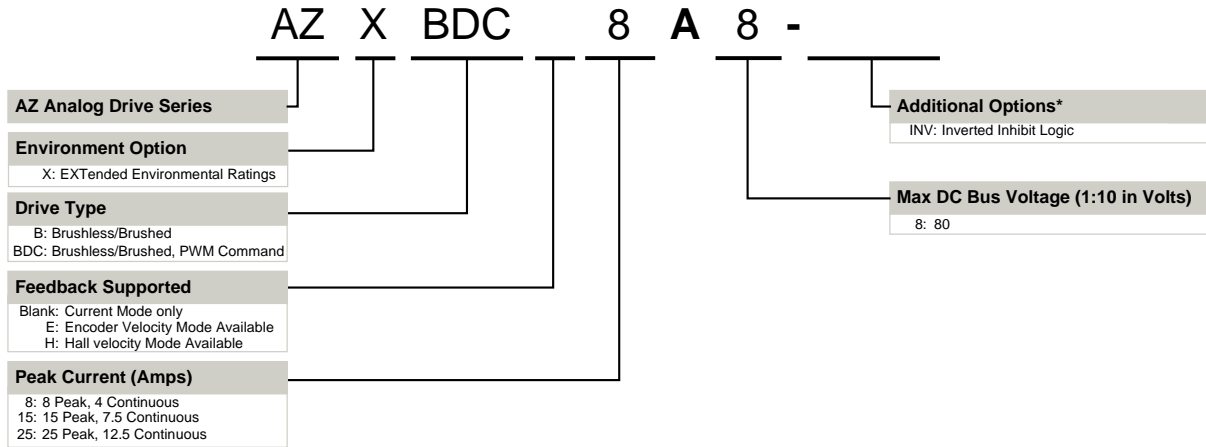 AZ X BDC 8 A 8 -
AZ Analog Drive Series
Environment Option
X: EXTended Environmental Ratings
Drive Type
B: Brushless/Brushed
BDC: Brushless/Brushed, PWM Command
Feedback Supported
Blank: Current Mode only
E: Encoder Velocity Mode Available
H: Hall velocity Mode Available
Peak Current (Amps)
8: 8 Peak, 4 Continuous
15: 15 Peak, 7.5 Continuous
25: 25 Peak, 12.5 Continuous
Additional Options*
INV: Inverted Inhibit Logic
Max DC Bus Voltage (1:10 in Volts)
8: 80